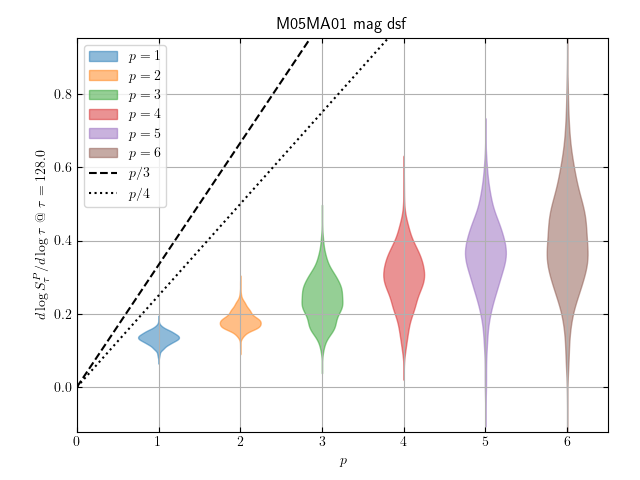 M05MA01 mag dsf
d log S_τ^P / d log τ @ τ = 128.0
0.8
0.6
0.4
0.2
0.0
p = 1
p = 2
p = 3
p = 4
p = 5
p = 6
p/3
p/4
0 1 2 3 4 5 6
p